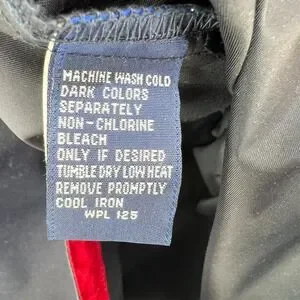 MACHINE WASH COLD
DARK COLORS
SEPARATELY
NON-CHLORINE
BLEACH
ONLY IF DESIRED
TUMBLE DRY LOW HEAT
REMOVE PROMPTLY
COOL IRON
WPL 125